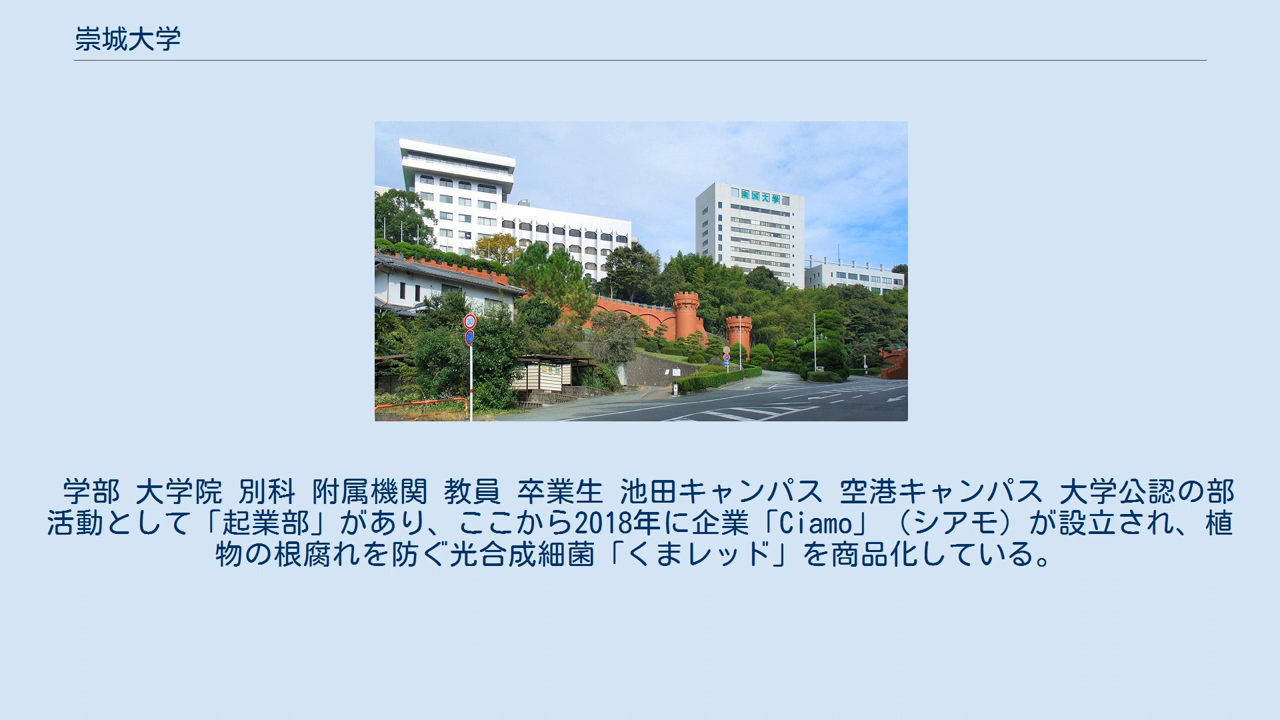 崇城大学
崇城大学
学部 大学院 別科 附属機関 教員 卒業生 池田キャンパス 空港キャンパス 大学公認の部
活動として「起業部」があり、ここから2018年に企業「Ciamo」（シアモ）が設立され、植
物の根腐れを防ぐ光合成細菌「くまレッド」を商品化している。